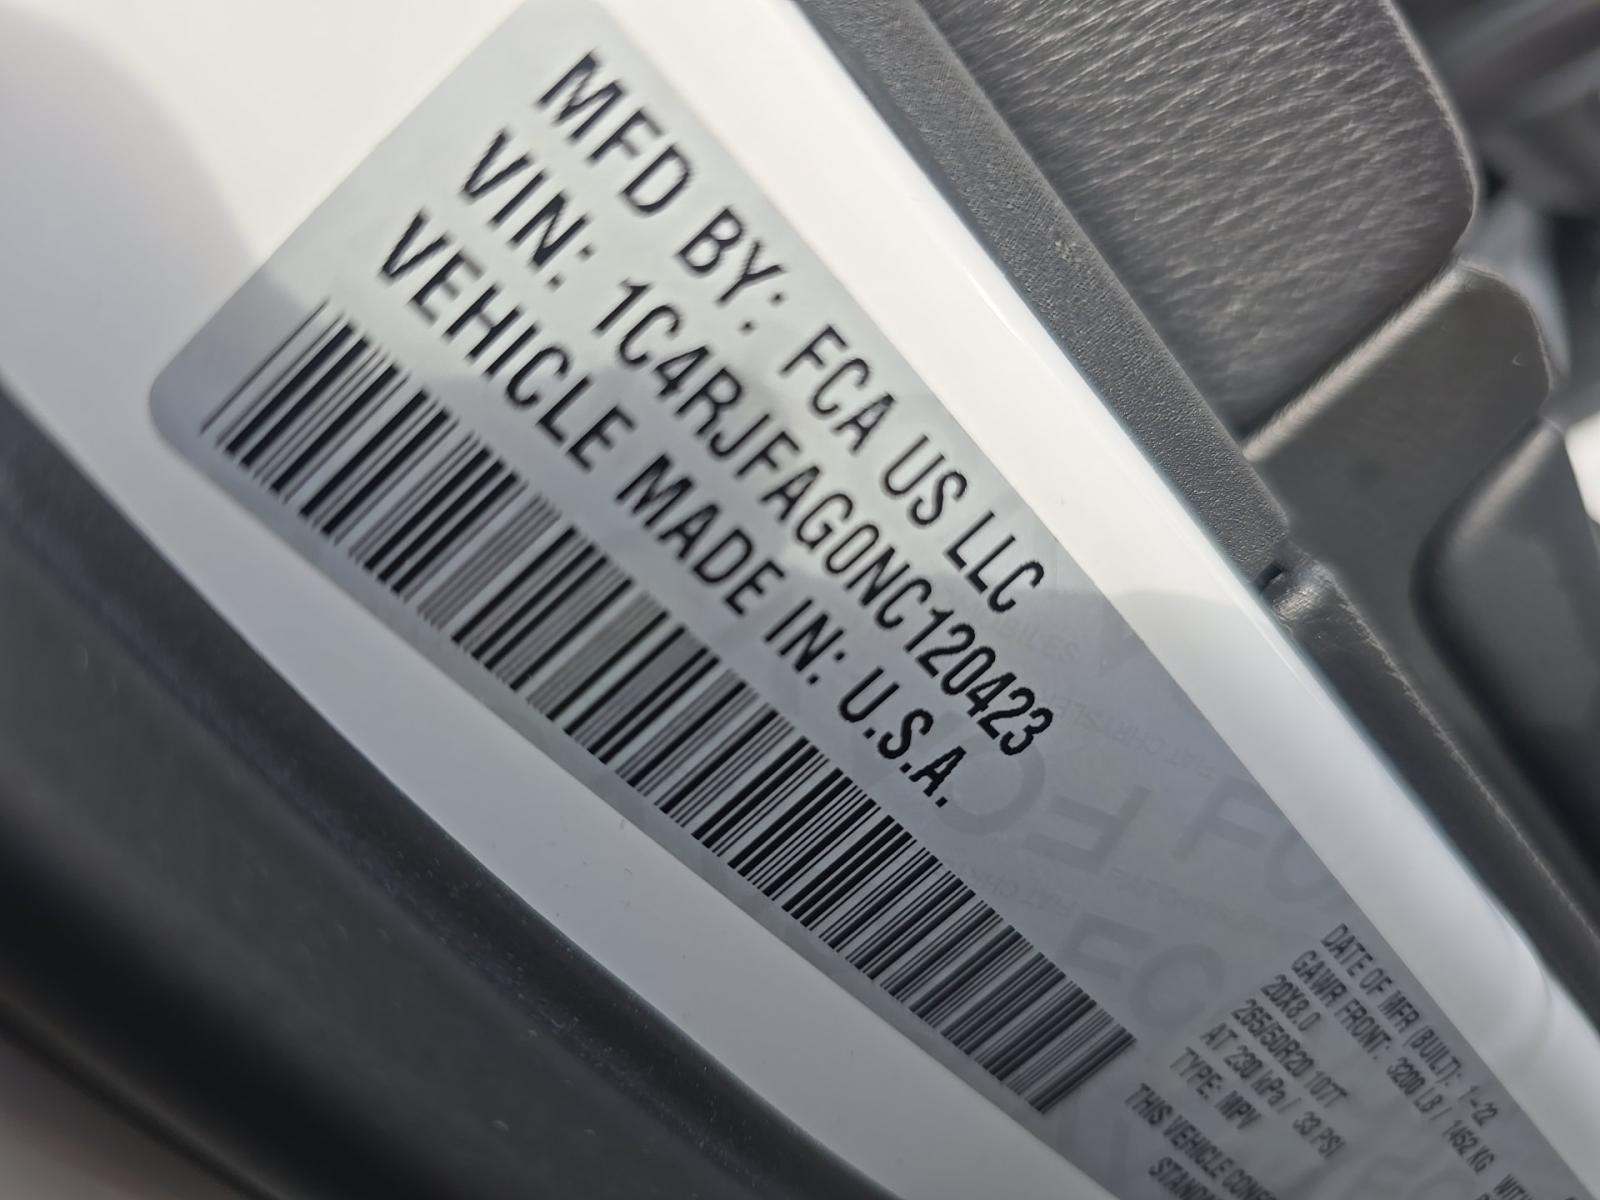 MFD BY: FCA US LLC
VIN: 1C4RJFAG0NC120423
VEHICLE MADE IN: U.S.A.
DATE OF MFR (BUILT): 1-22
GAWR FRONT: 3200 LB / 1452 KG
20X8.0
265/50R20 107T
AT 230 kPa / 33 PSI
TYPE: MPV
THIS VEHICLE